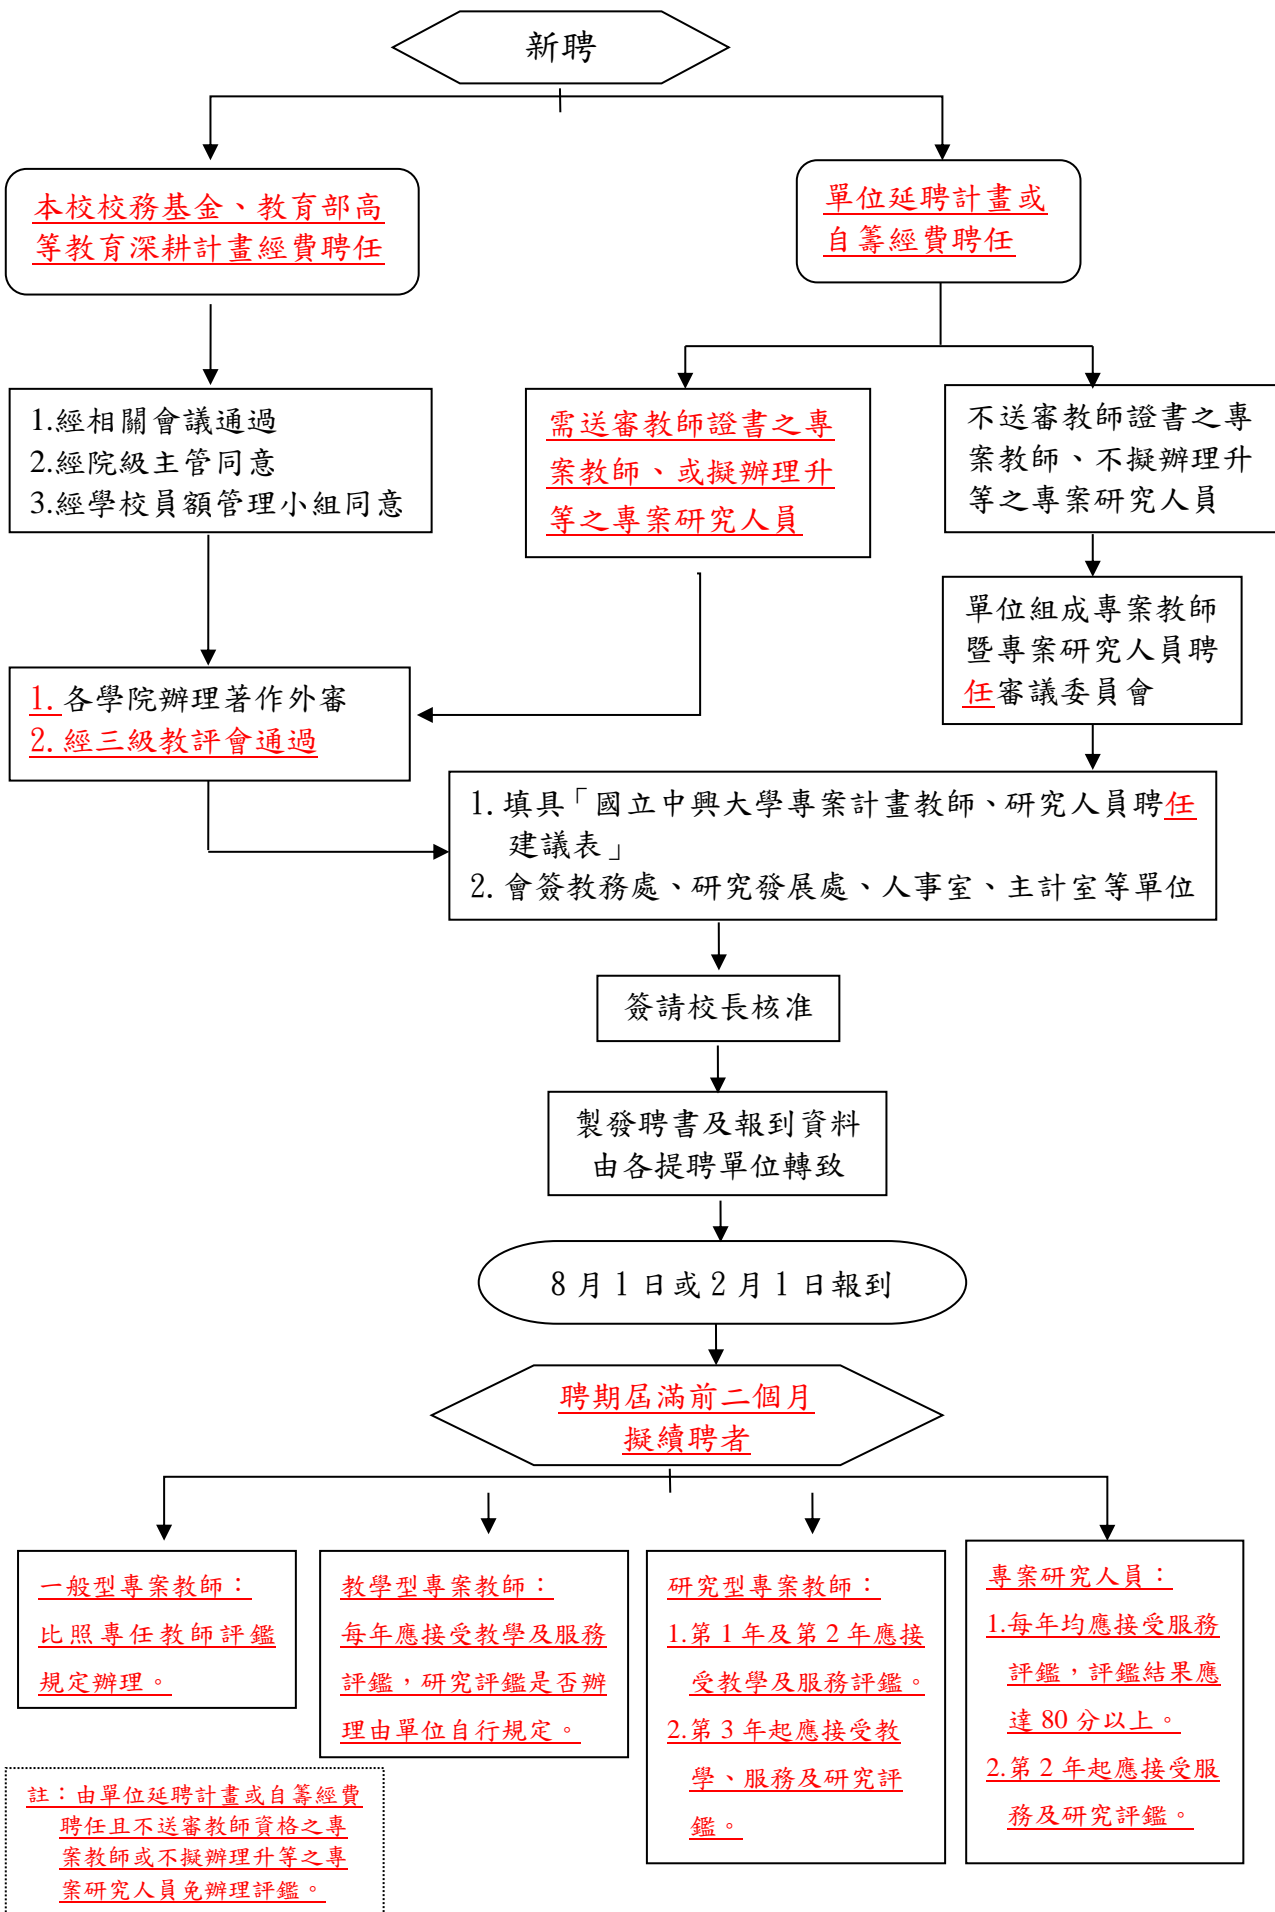 新聘
本校校務基金、教育部高
等教育深耕計畫經費聘任
單位延聘計畫或
自籌經費聘任
1.經相關會議通過
2.經院級主管同意
3.經學校員額管理小組同意
需送審教師證書之專
案教師、或擬辦理升
等之專案研究人員
不送審教師證書之專
案教師、不擬辦理升
等之專案研究人員
單位組成專案教師
暨專案研究人員聘
任審議委員會
1. 各學院辦理著作外審
2. 經三級教評會通過
1. 填具「國立中興大學專案計畫教師、研究人員聘任
建議表」
2. 會簽教務處、研究發展處、人事室、主計室等單位
簽請校長核准
製發聘書及報到資料
由各提聘單位轉致
8 月 1 日或 2 月 1 日報到
聘期屆滿前二個月
擬續聘者
一般型專案教師：
比照專任教師評鑑
規定辦理。
教學型專案教師：
每年應接受教學及服務
評鑑，研究評鑑是否辦
理由單位自行規定。
研究型專案教師：
1.第 1 年及第 2 年應接
受教學及服務評鑑。
2.第 3 年起應接受教
學、服務及研究評
鑑。
專案研究人員：
1.每年均應接受服務
評鑑，評鑑結果應
達 80 分以上。
2.第 2 年起應接受服
務及研究評鑑。
註：由單位延聘計畫或自籌經費
聘任且不送審教師資格之專
案教師或不擬辦理升等之專
案研究人員免辦理評鑑。